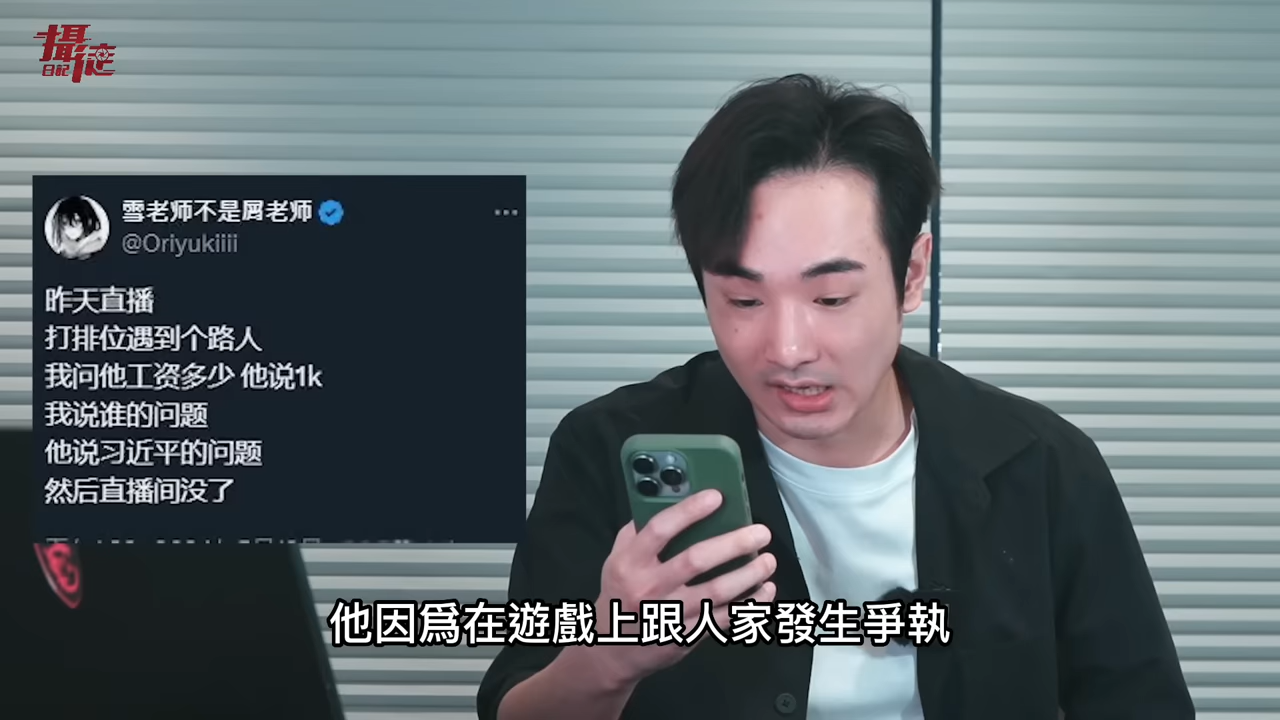 攝徒
日記
雪老师不是屑老师
@Oriyukiiii
昨天直播
打排位遇到个路人
我问他工资多少 他说1k
我说谁的问题
他说习近平的问题
然后直播间没了
他因爲在遊戲上跟人家發生爭執